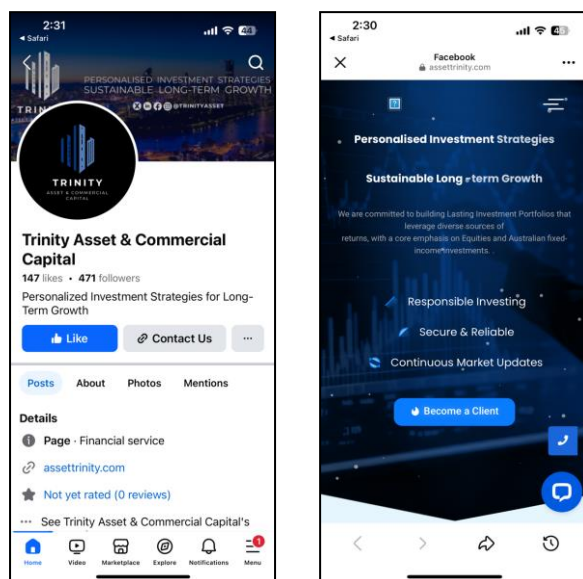 2:31
44
Safari
PERSONALISED INVESTMENT STRATEGIES
SUSTAINABLE LONG-TERM GROWTH
@TRINITYASSET
TRINITY
ASSET & COMMERCIAL
CAPITAL
Trinity Asset & Commercial
Capital
147 likes • 471 followers
Personalized Investment Strategies for Long-
Term Growth
Like
Contact Us
Posts
About
Photos
Mentions
Details
Page · Financial service
assettrinity.com
Not yet rated (0 reviews)
See Trinity Asset & Commercial Capital's
Home
Video
Marketplace
Explore
Notifications
1
Menu
2:30
Safari
Facebook
assettrinity.com
Personalised Investment Strategies
Sustainable Long-term Growth
We are committed to building Lasting Investment Portfolios that
leverage diverse sources of
returns, with a core emphasis on Equities and Australian fixed-
income investments.
Responsible Investing
Secure & Reliable
Continuous Market Updates
Become a Client